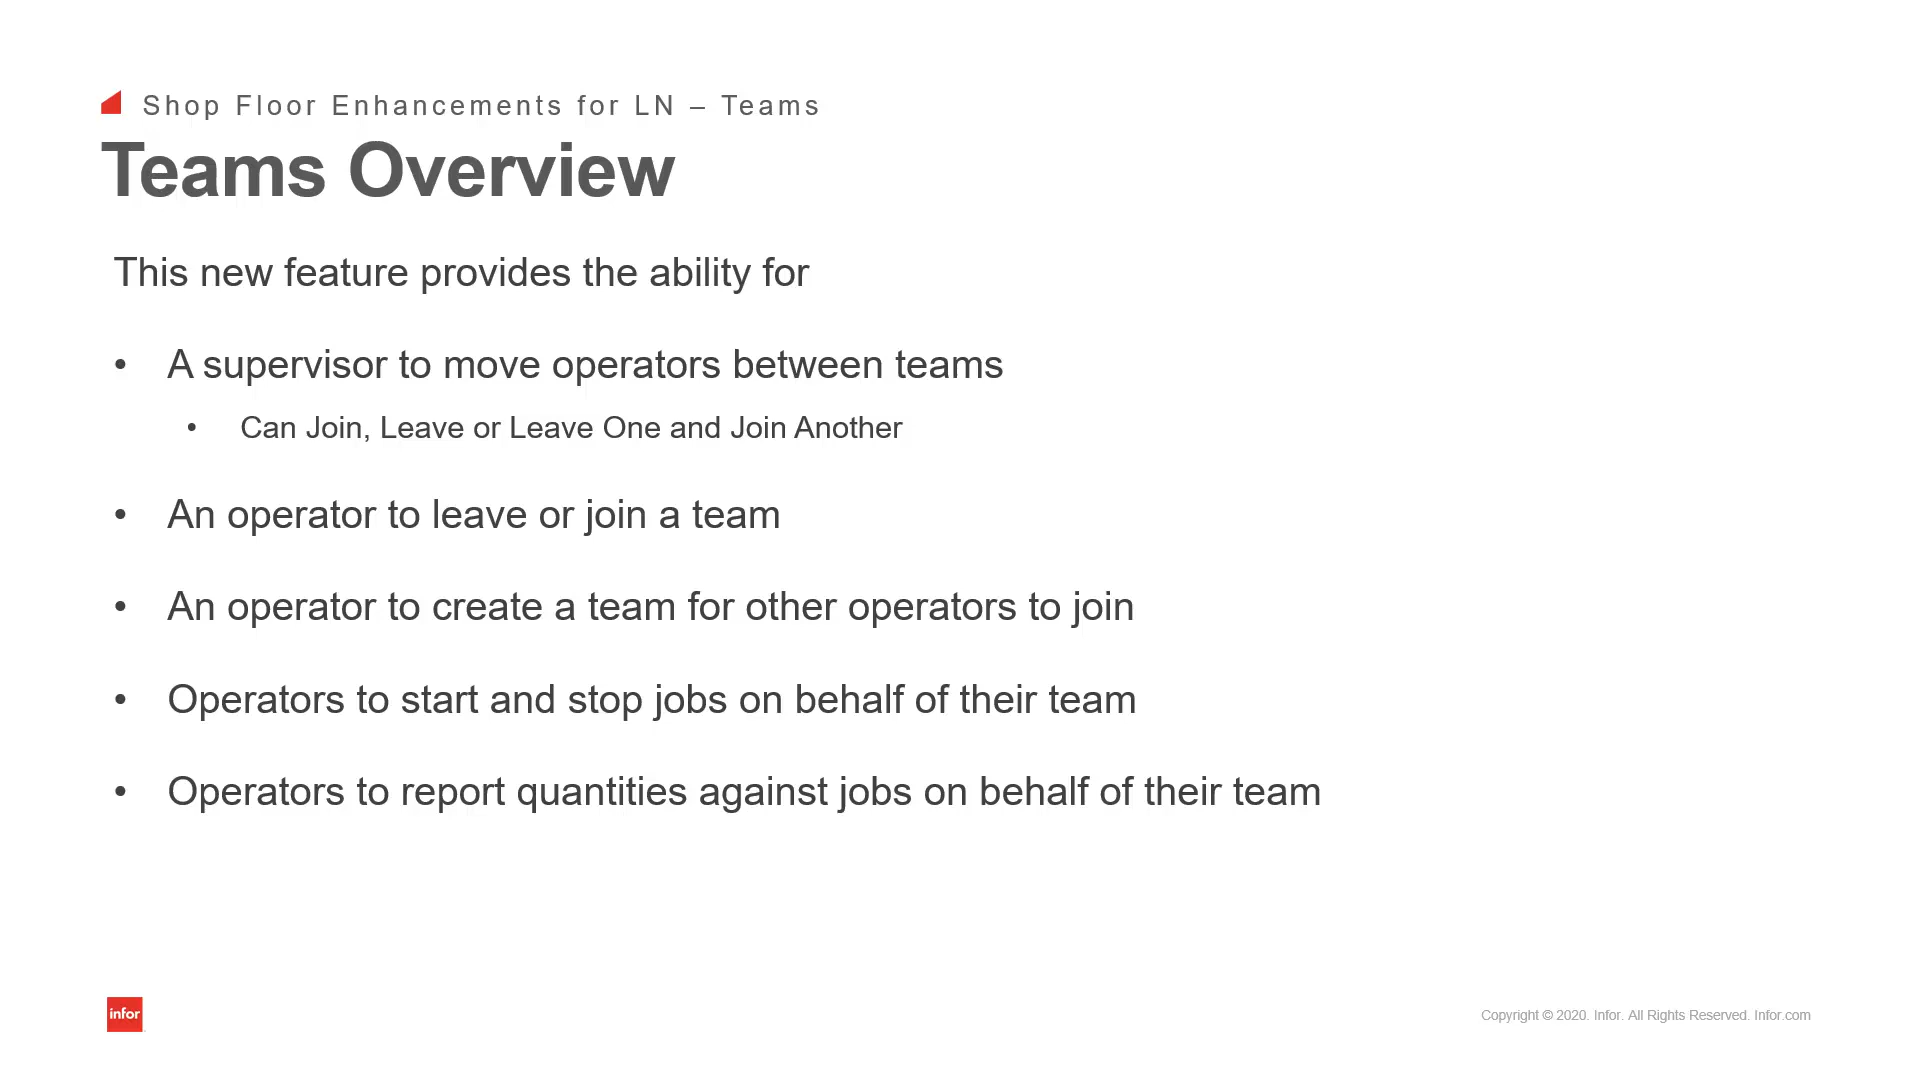 Shop Floor Enhancements for LN – Teams
Teams Overview
This new feature provides the ability for
• A supervisor to move operators between teams
• Can Join, Leave or Leave One and Join Another
• An operator to leave or join a team
• An operator to create a team for other operators to join
• Operators to start and stop jobs on behalf of their team
• Operators to report quantities against jobs on behalf of their team
infor
Copyright © 2020. Infor. All Rights Reserved. Infor.com